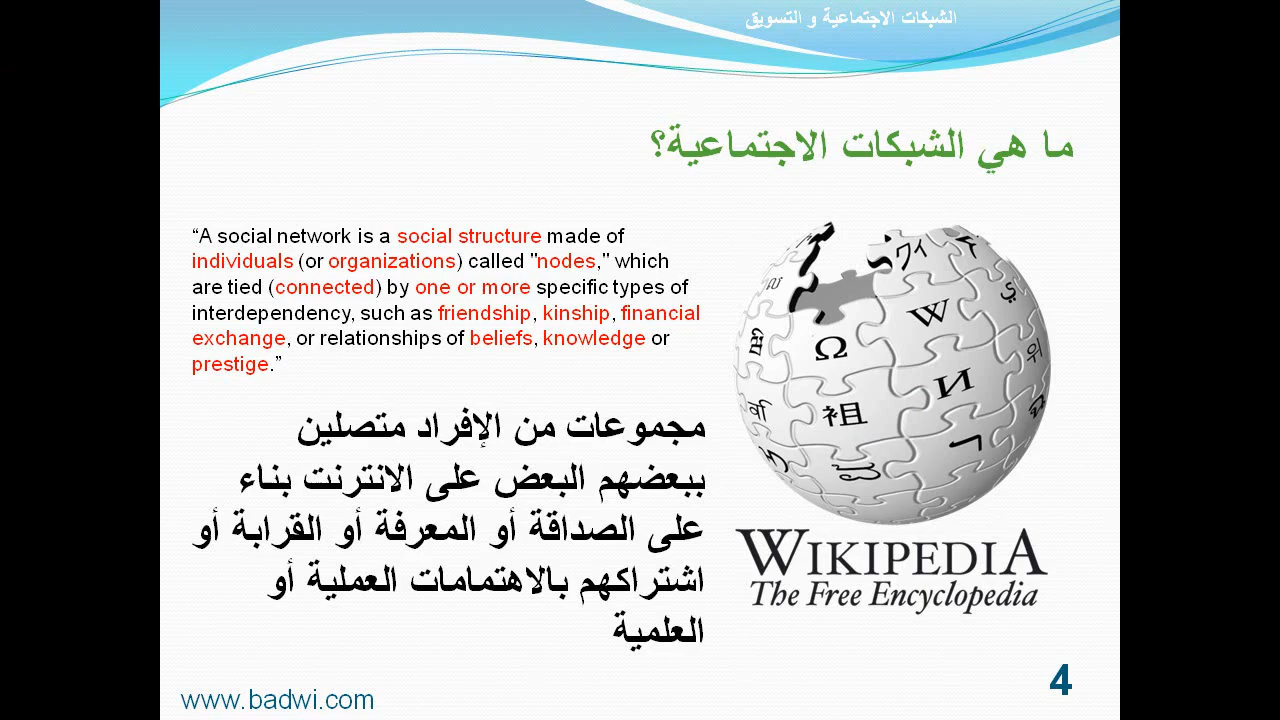 الشبكات الاجتماعية و التسويق
ما هي الشبكات الاجتماعية؟
“A social network is a social structure made of
individuals (or organizations) called "nodes," which
are tied (connected) by one or more specific types of
interdependency, such as friendship, kinship, financial
exchange, or relationships of beliefs, knowledge or
prestige.”
مجموعات من الإفراد متصلين
ببعضهم البعض على الانترنت بناء
على الصداقة أو المعرفة أو القرابة أو
اشتراكهم بالاهتمامات العملية أو
العلمية
WIKIPEDIA
The Free Encyclopedia
www.badwi.com
4